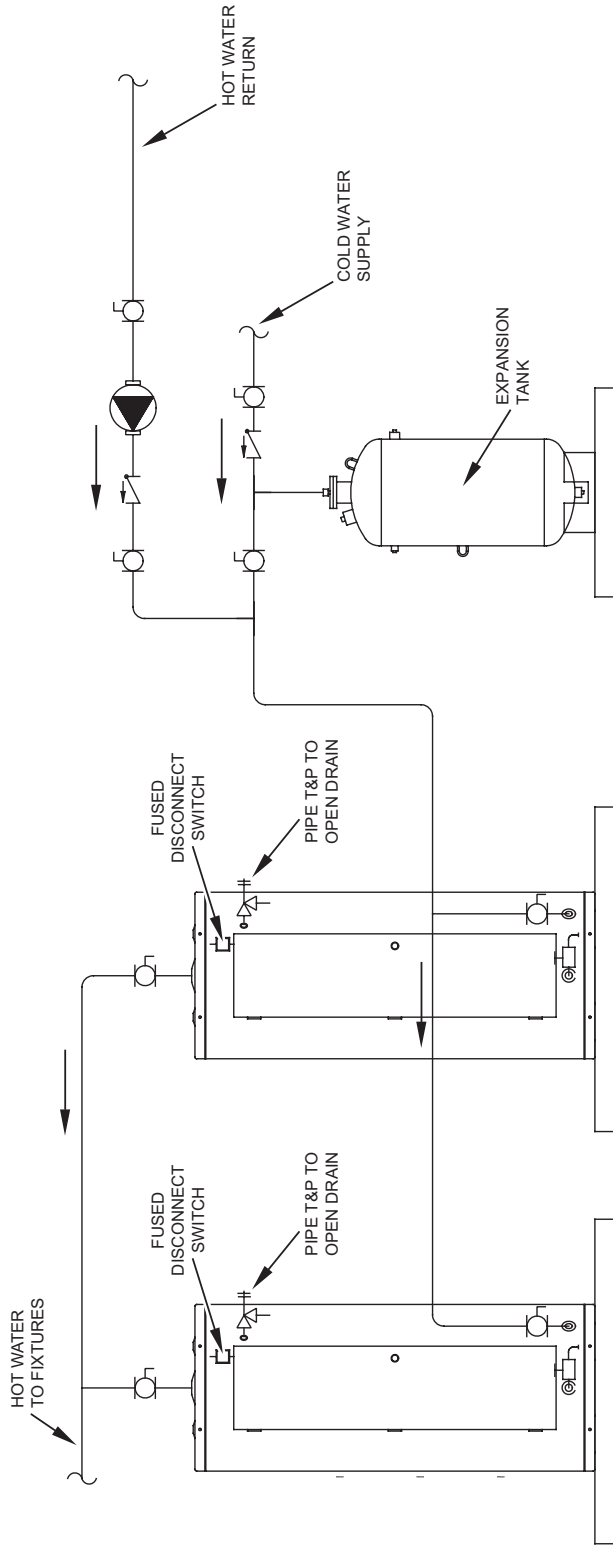 HOT WATER
TO FIXTURES
FUSED
DISCONNECT
SWITCH
PIPE T&P TO
OPEN DRAIN
FUSED
DISCONNECT
SWITCH
PIPE T&P TO
OPEN DRAIN
EXPANSION
TANK
COLD WATER
SUPPLY
HOT WATER
RETURN